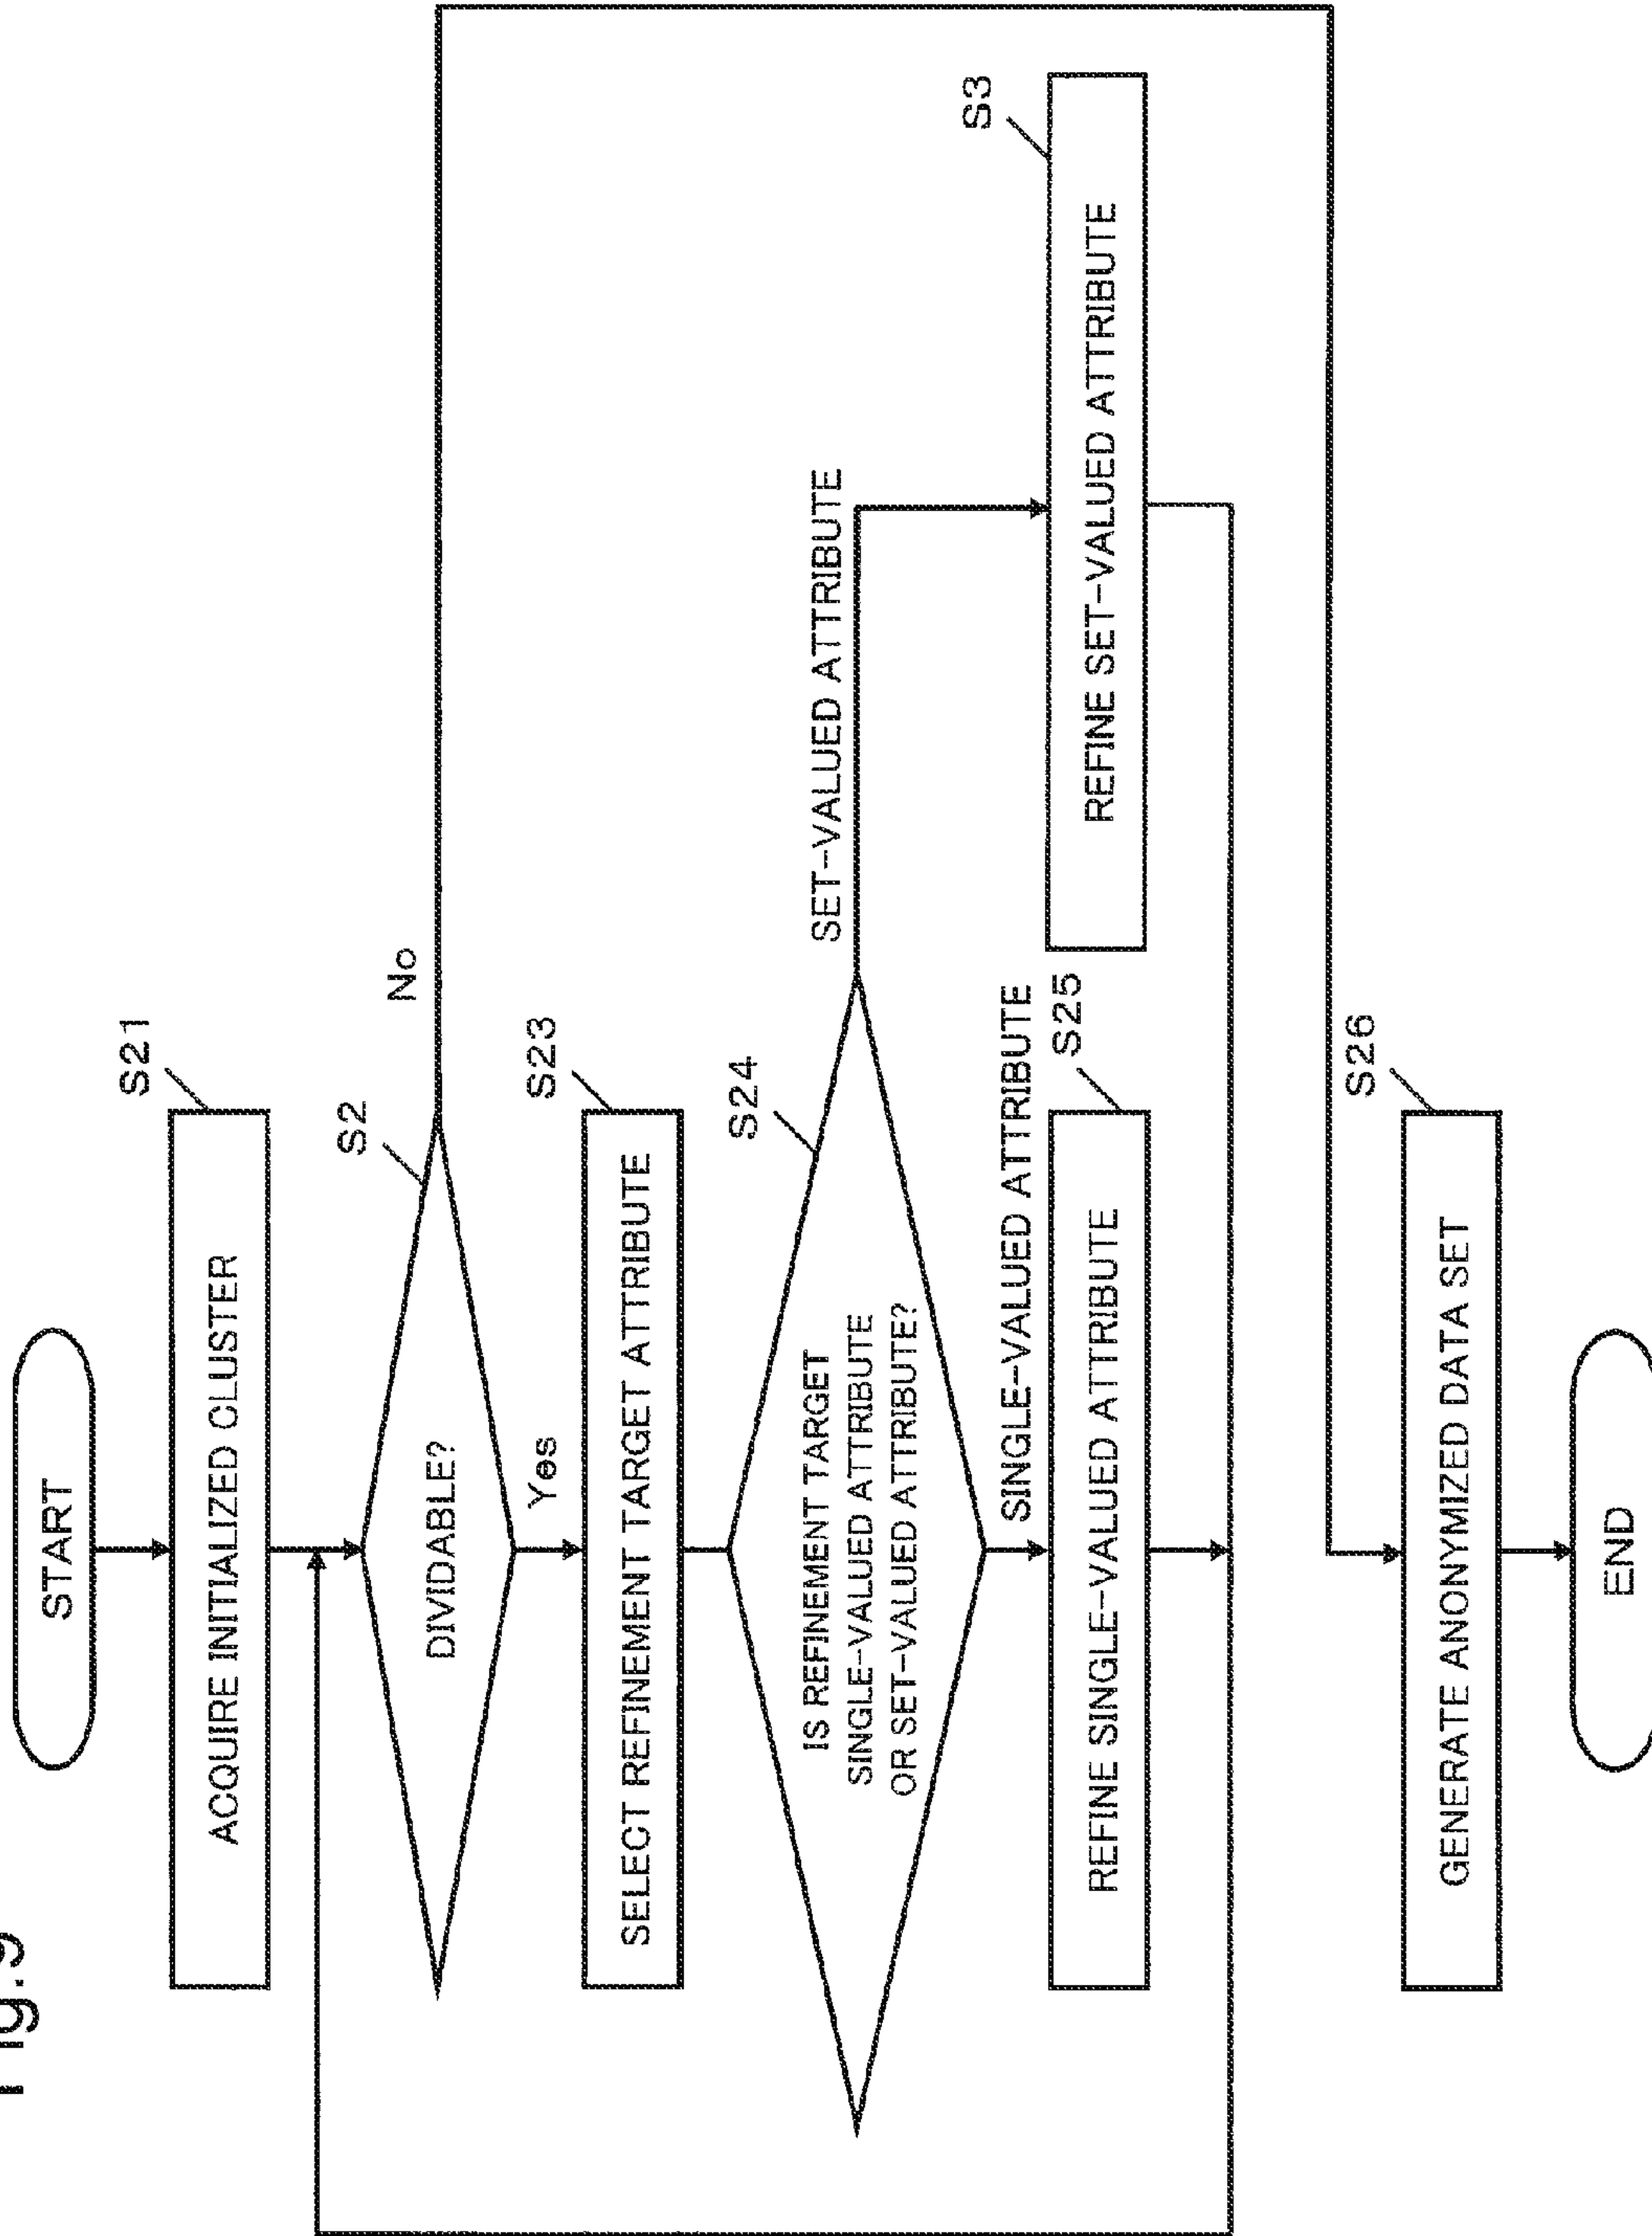 Fig.9
START
S21
ACQUIRE INITIALIZED CLUSTER
S2
No
DIVIDABLE?
Yes
S23
SELECT REFINEMENT TARGET ATTRIBUTE
S24
SET-VALUED ATTRIBUTE
IS REFINEMENT TARGET
SINGLE-VALUED ATTRIBUTE
OR SET-VALUED ATTRIBUTE?
SINGLE-VALUED ATTRIBUTE
S25
S3
REFINE SINGLE-VALUED ATTRIBUTE
REFINE SET-VALUED ATTRIBUTE
S26
GENERATE ANONYMIZED DATA SET
END